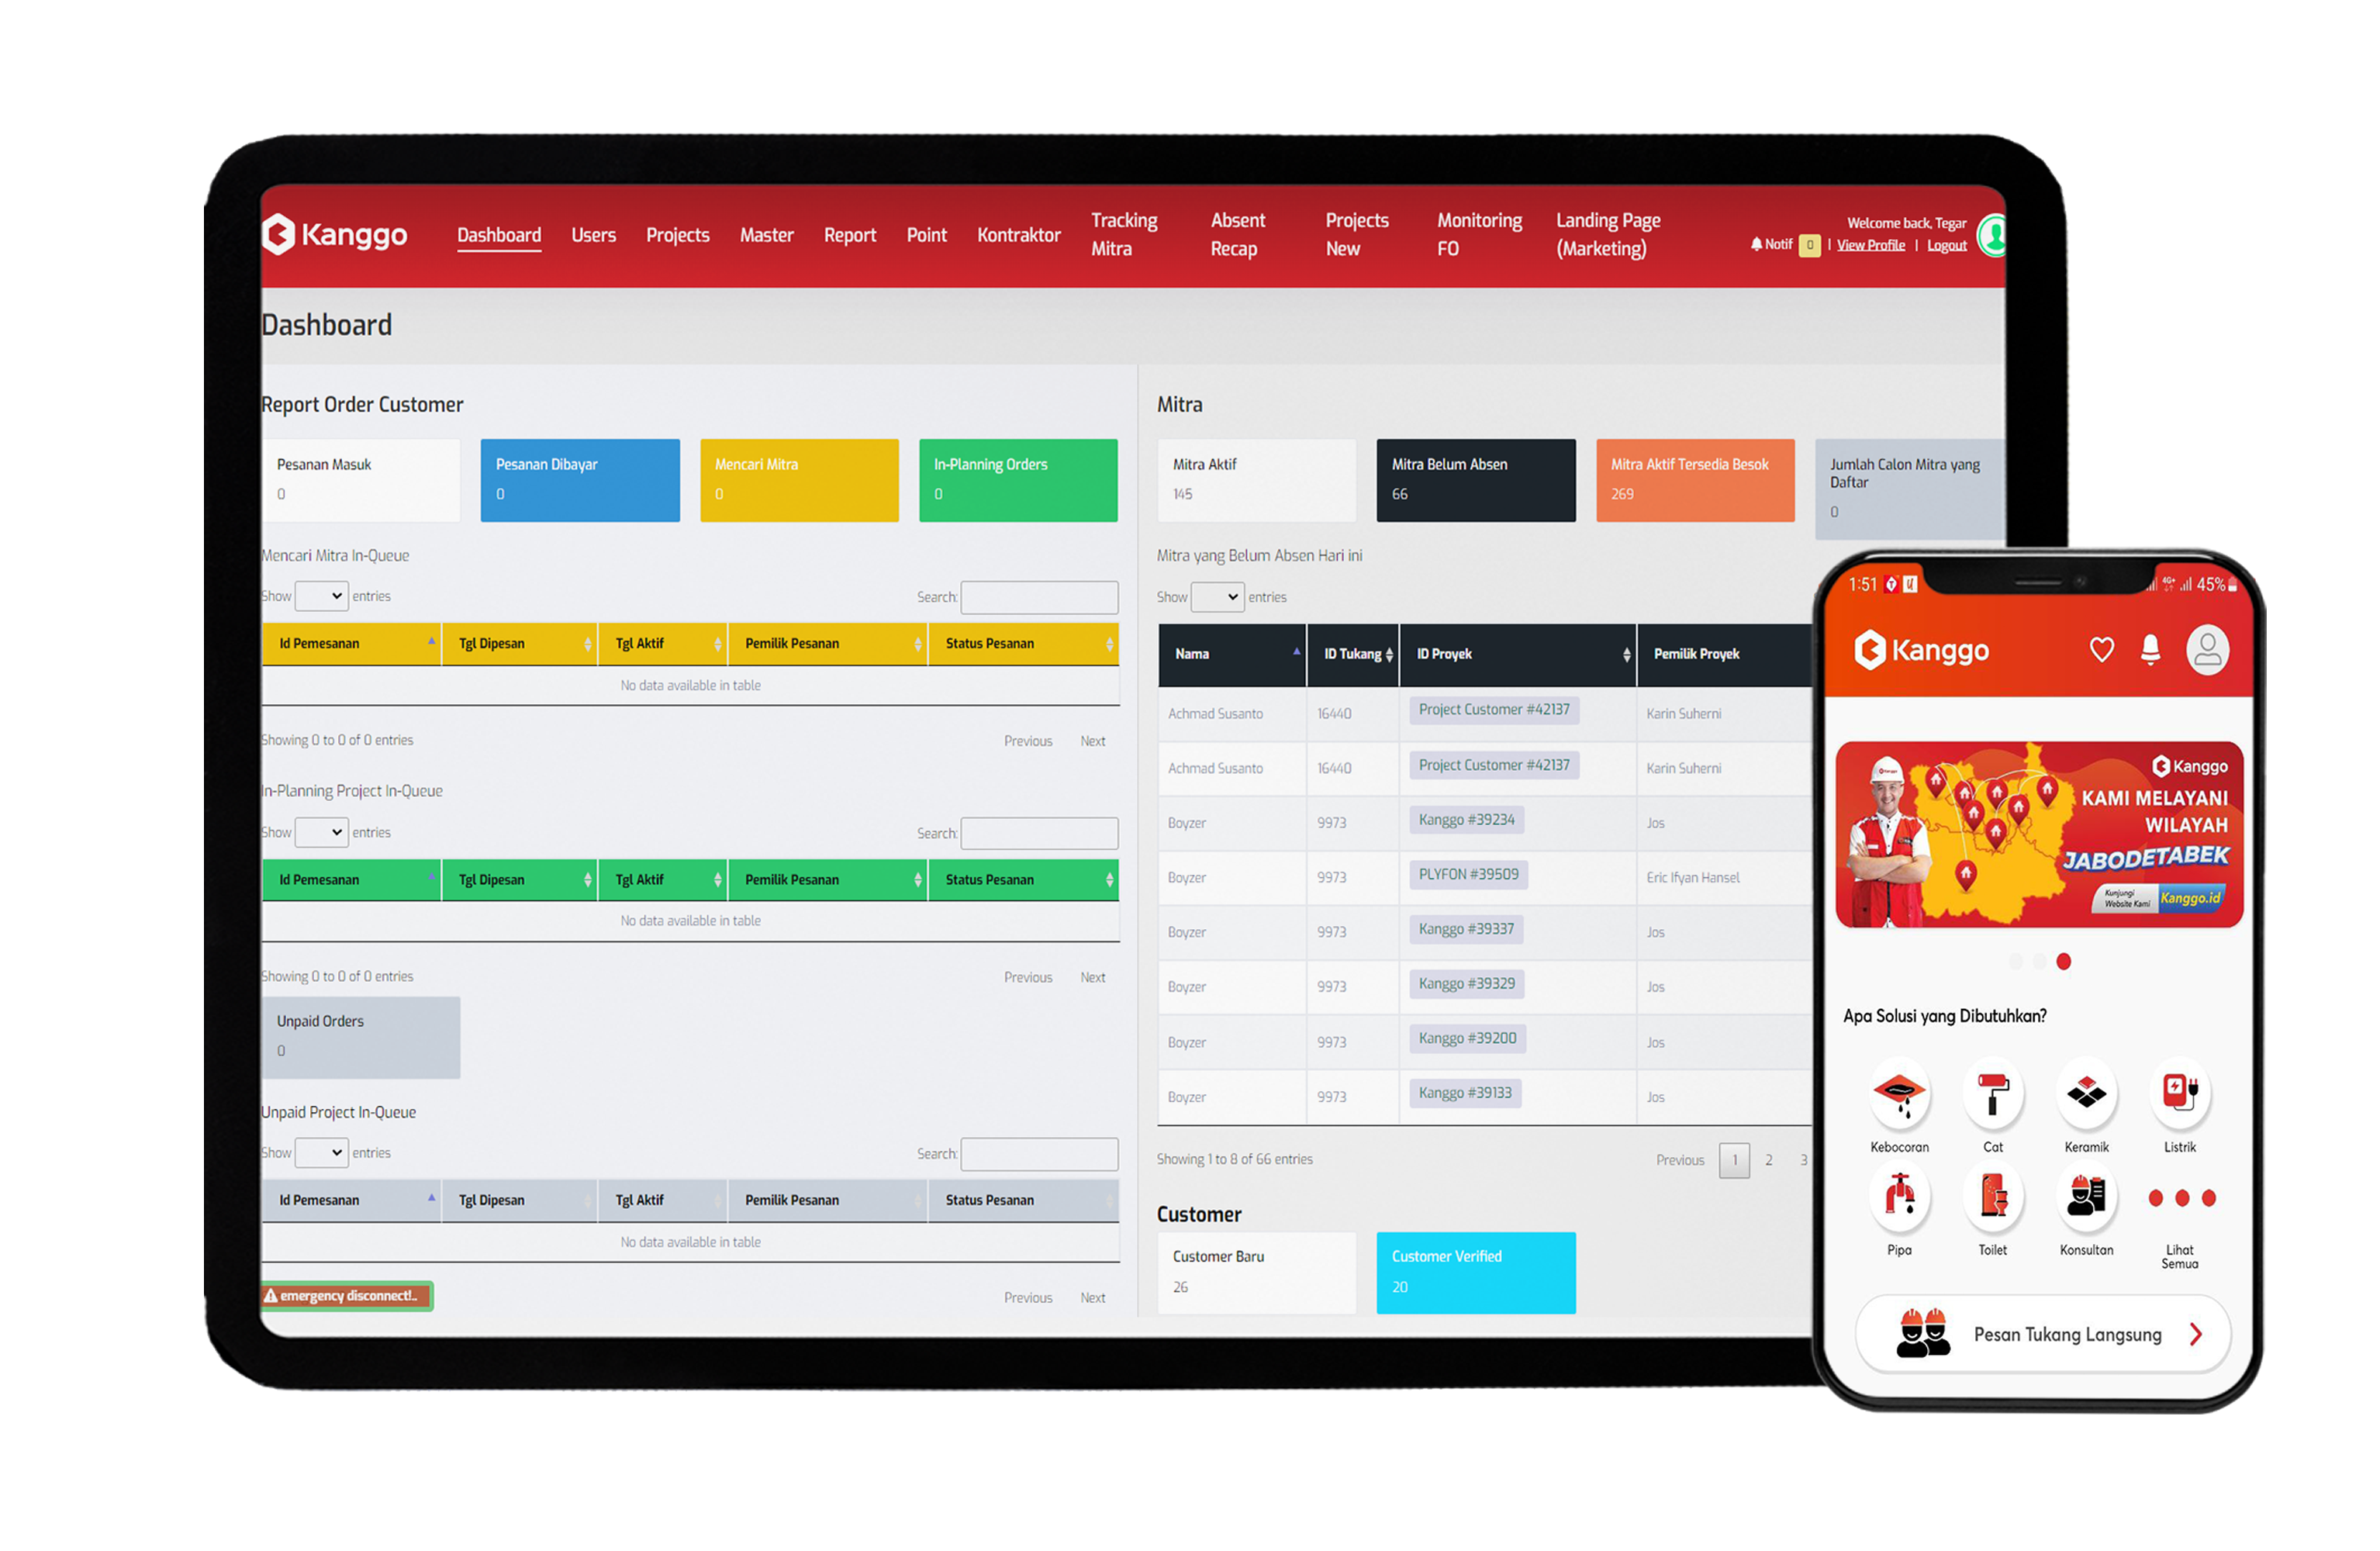 Kanggo
Dashboard
Users
Projects
Master
Report
Point
Kontraktor
Tracking
Mitra
Absent
Recap
Projects
New
Monitoring
FO
Landing Page
(Marketing)
Welcome back, Tegar
Notif 0 | View Profile | Logout
Dashboard
Report Order Customer
Pesanan Masuk
0
Pesanan Dibayar
0
Mencari Mitra
0
In-Planning Orders
0
Mencari Mitra In-Queue
Show entries
Search:
Id Pemesanan Tgl Dipesan Tgl Aktif Pemilik Pesanan Status Pesanan
No data available in table
Showing 0 to 0 of 0 entries
Previous Next
In-Planning Project In-Queue
Show entries
Search:
Id Pemesanan Tgl Dipesan Tgl Aktif Pemilik Pesanan Status Pesanan
No data available in table
Showing 0 to 0 of 0 entries
Previous Next
Unpaid Orders
0
Unpaid Project In-Queue
Show entries
Search:
Id Pemesanan Tgl Dipesan Tgl Aktif Pemilik Pesanan Status Pesanan
No data available in table
emergency disconnect!..
Previous Next
Mitra
Mitra Aktif
145
Mitra Belum Absen
66
Mitra Aktif Tersedia Besok
269
Jumlah Calon Mitra yang
Daftar
0
Mitra yang Belum Absen Hari ini
Show entries
Nama ID Tukang ID Proyek Pemilik Proyek
Achmad Susanto 16440 Project Customer #42137 Karin Suherni
Achmad Susanto 16440 Project Customer #42137 Karin Suherni
Boyzer 9973 Kanggo #39234 Jos
Boyzer 9973 PLYFON #39509 Eric Ifyan Hansel
Boyzer 9973 Kanggo #39337 Jos
Boyzer 9973 Kanggo #39329 Jos
Boyzer 9973 Kanggo #39200 Jos
Boyzer 9973 Kanggo #39133 Jos
Showing 1 to 8 of 66 entries
Previous 1 2 3
Customer
Customer Baru
26
Customer Verified
20
1:51
4G+ 45%
Kanggo
Kanggo
KAMI MELAYANI
WILAYAH
JABODETABEK
Kunjungi
Website Kami
Kanggo.id
Apa Solusi yang Dibutuhkan?
Kebocoran
Cat
Keramik
Listrik
Pipa
Toilet
Konsultan
Lihat
Semua
Pesan Tukang Langsung